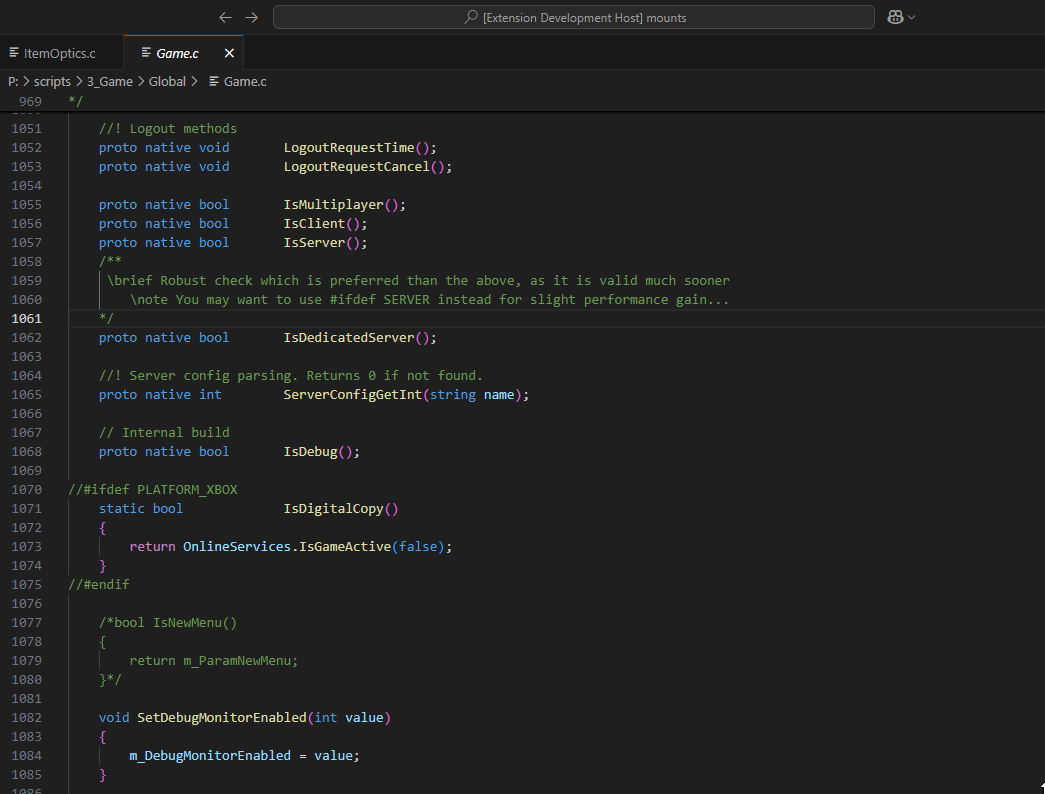 [Extension Development Host] mounts
ItemOptics.c
Game.c
P: > scripts > 3_Game > Global > Game.c
969 */
1051 //! Logout methods
1052 proto native void LogoutRequestTime();
1053 proto native void LogoutRequestCancel();
1054
1055 proto native bool IsMultiplayer();
1056 proto native bool IsClient();
1057 proto native bool IsServer();
1058 /**
1059 \brief Robust check which is preferred than the above, as it is valid much sooner
1060 \note You may want to use #ifdef SERVER instead for slight performance gain...
1061 */
1062 proto native bool IsDedicatedServer();
1063
1064 //! Server config parsing. Returns 0 if not found.
1065 proto native int ServerConfigGetInt(string name);
1066
1067 // Internal build
1068 proto native bool IsDebug();
1069
1070 //#ifdef PLATFORM_XBOX
1071 static bool IsDigitalCopy()
1072 {
1073 return OnlineServices.IsGameActive(false);
1074 }
1075 //#endif
1076
1077 /*bool IsNewMenu()
1078 {
1079 return m_ParamNewMenu;
1080 }*/
1081
1082 void SetDebugMonitorEnabled(int value)
1083 {
1084 m_DebugMonitorEnabled = value;
1085 }